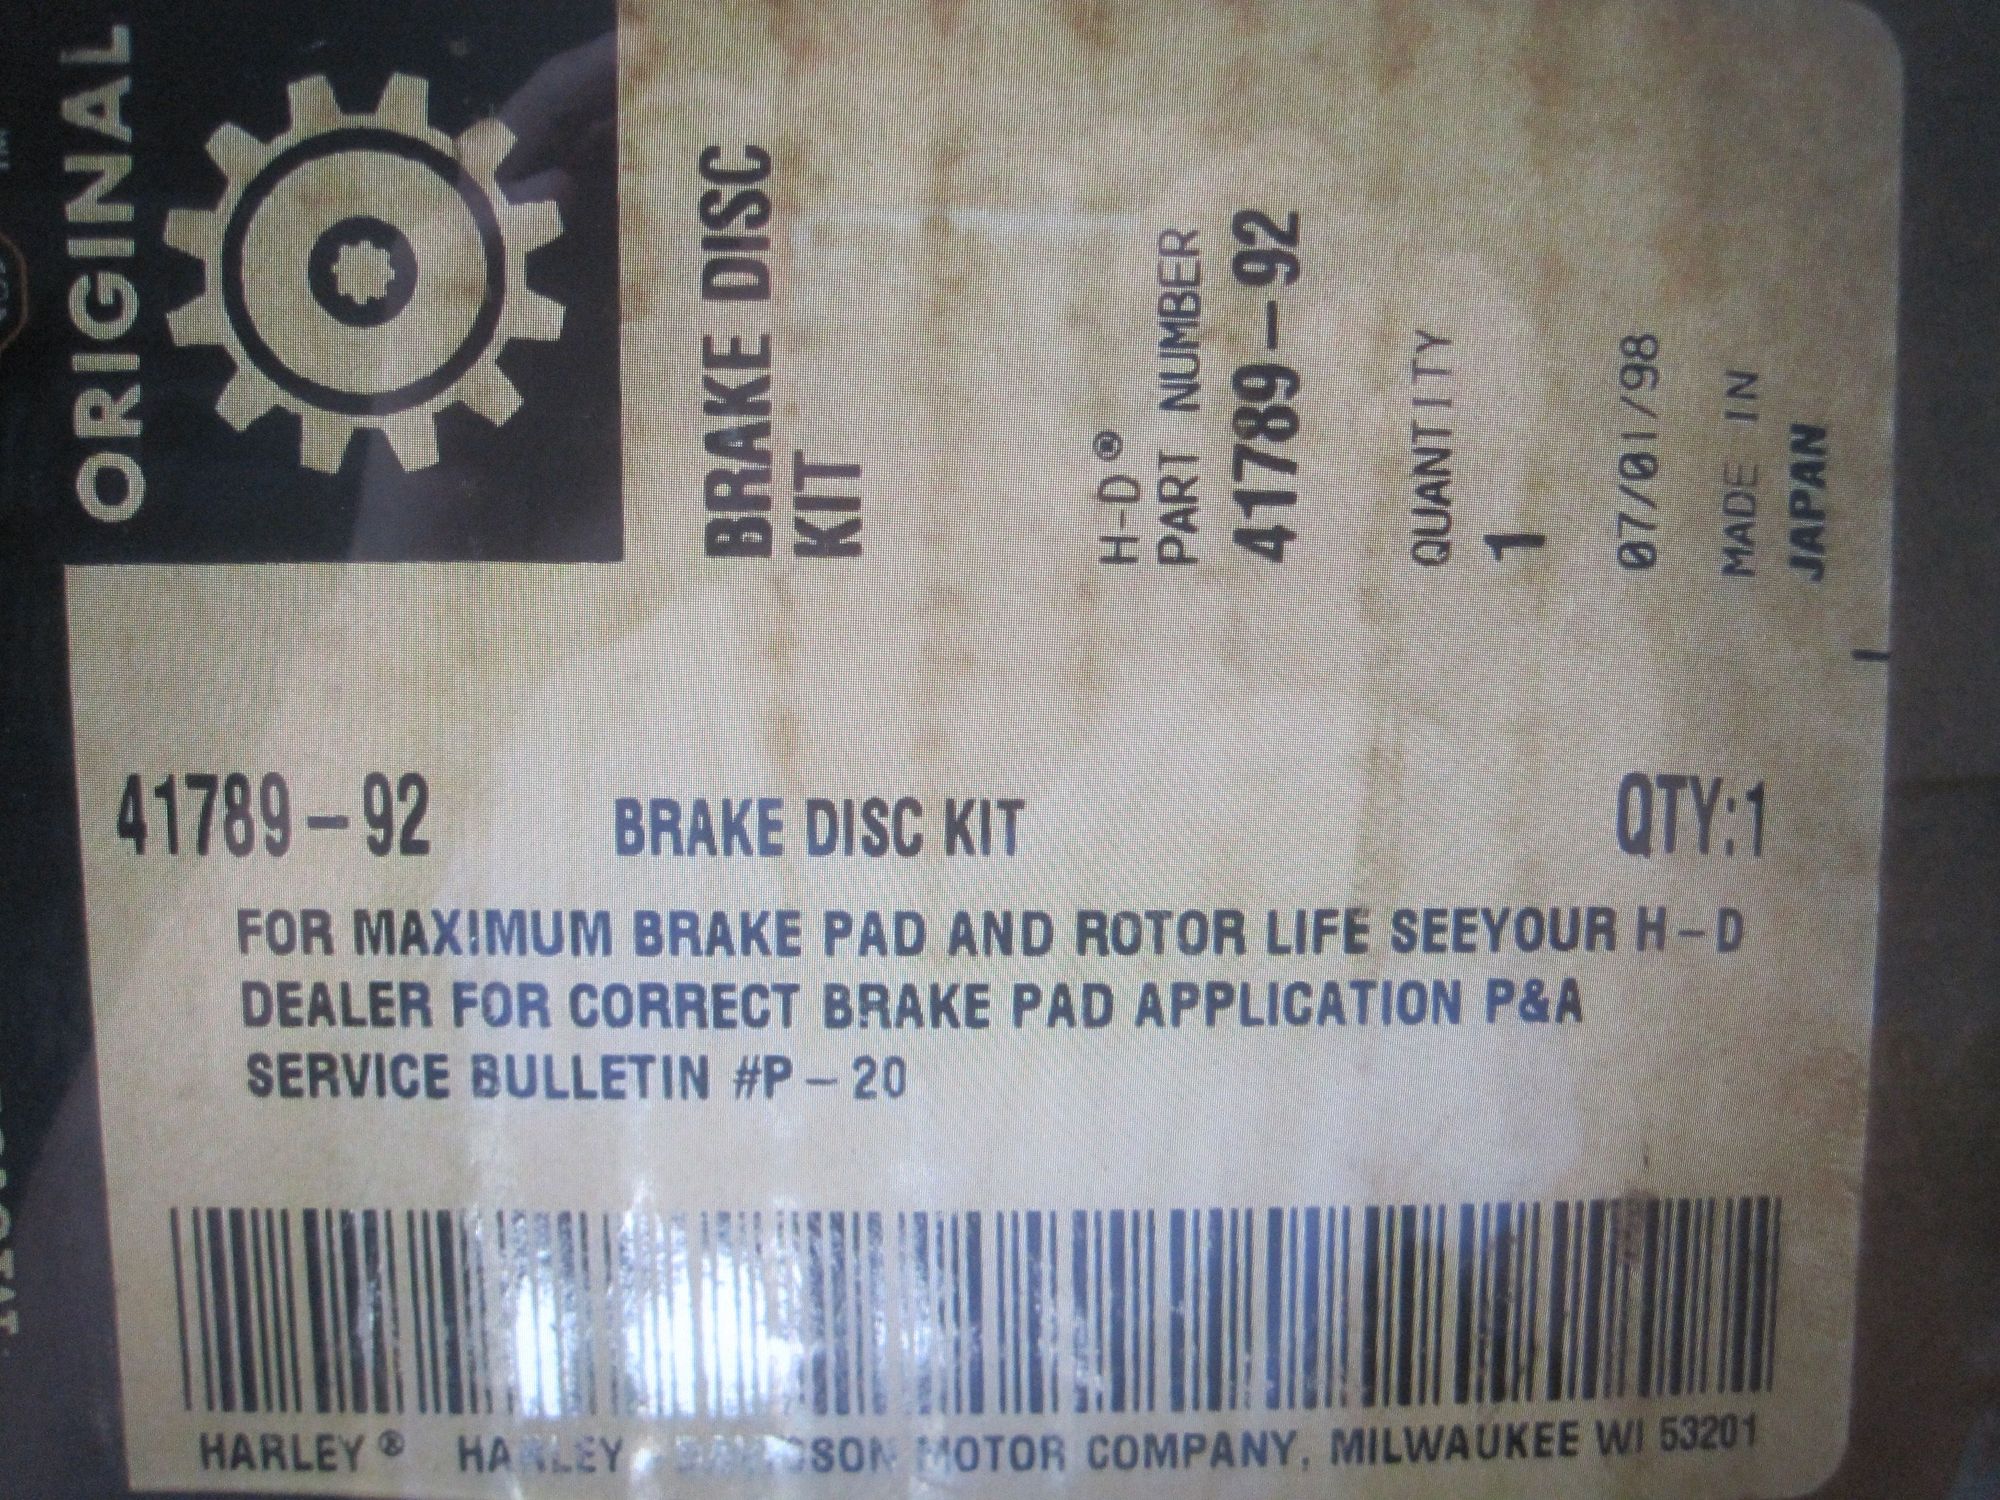 ORIGINAL
BRAKE DISC
KIT
H-D®
PART NUMBER
41789-92
QUANTITY
1
07/01/98
MADE IN
JAPAN
41789-92 BRAKE DISC KIT QTY:1
FOR MAXIMUM BRAKE PAD AND ROTOR LIFE SEEYOUR H-D
DEALER FOR CORRECT BRAKE PAD APPLICATION P&A
SERVICE BULLETIN #P-20
HARLEY® HARLEY-DAVIDSON MOTOR COMPANY, MILWAUKEE WI 53201